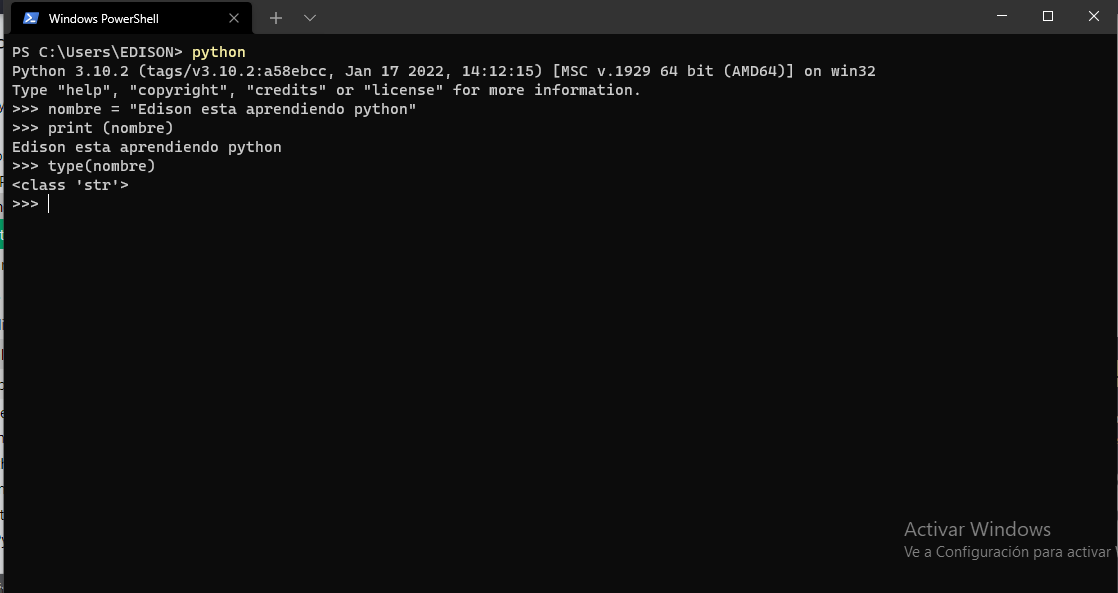 Windows PowerShell
PS C:\Users\EDISON> python
Python 3.10.2 (tags/v3.10.2:a58ebcc, Jan 17 2022, 14:12:15) [MSC v.1929 64 bit (AMD64)] on win32
Type "help", "copyright", "credits" or "license" for more information.
>>> nombre = "Edison esta aprendiendo python"
>>> print (nombre)
Edison esta aprendiendo python
>>> type(nombre)
<class 'str'>
>>>
Activar Windows
Ve a Configuración para activar